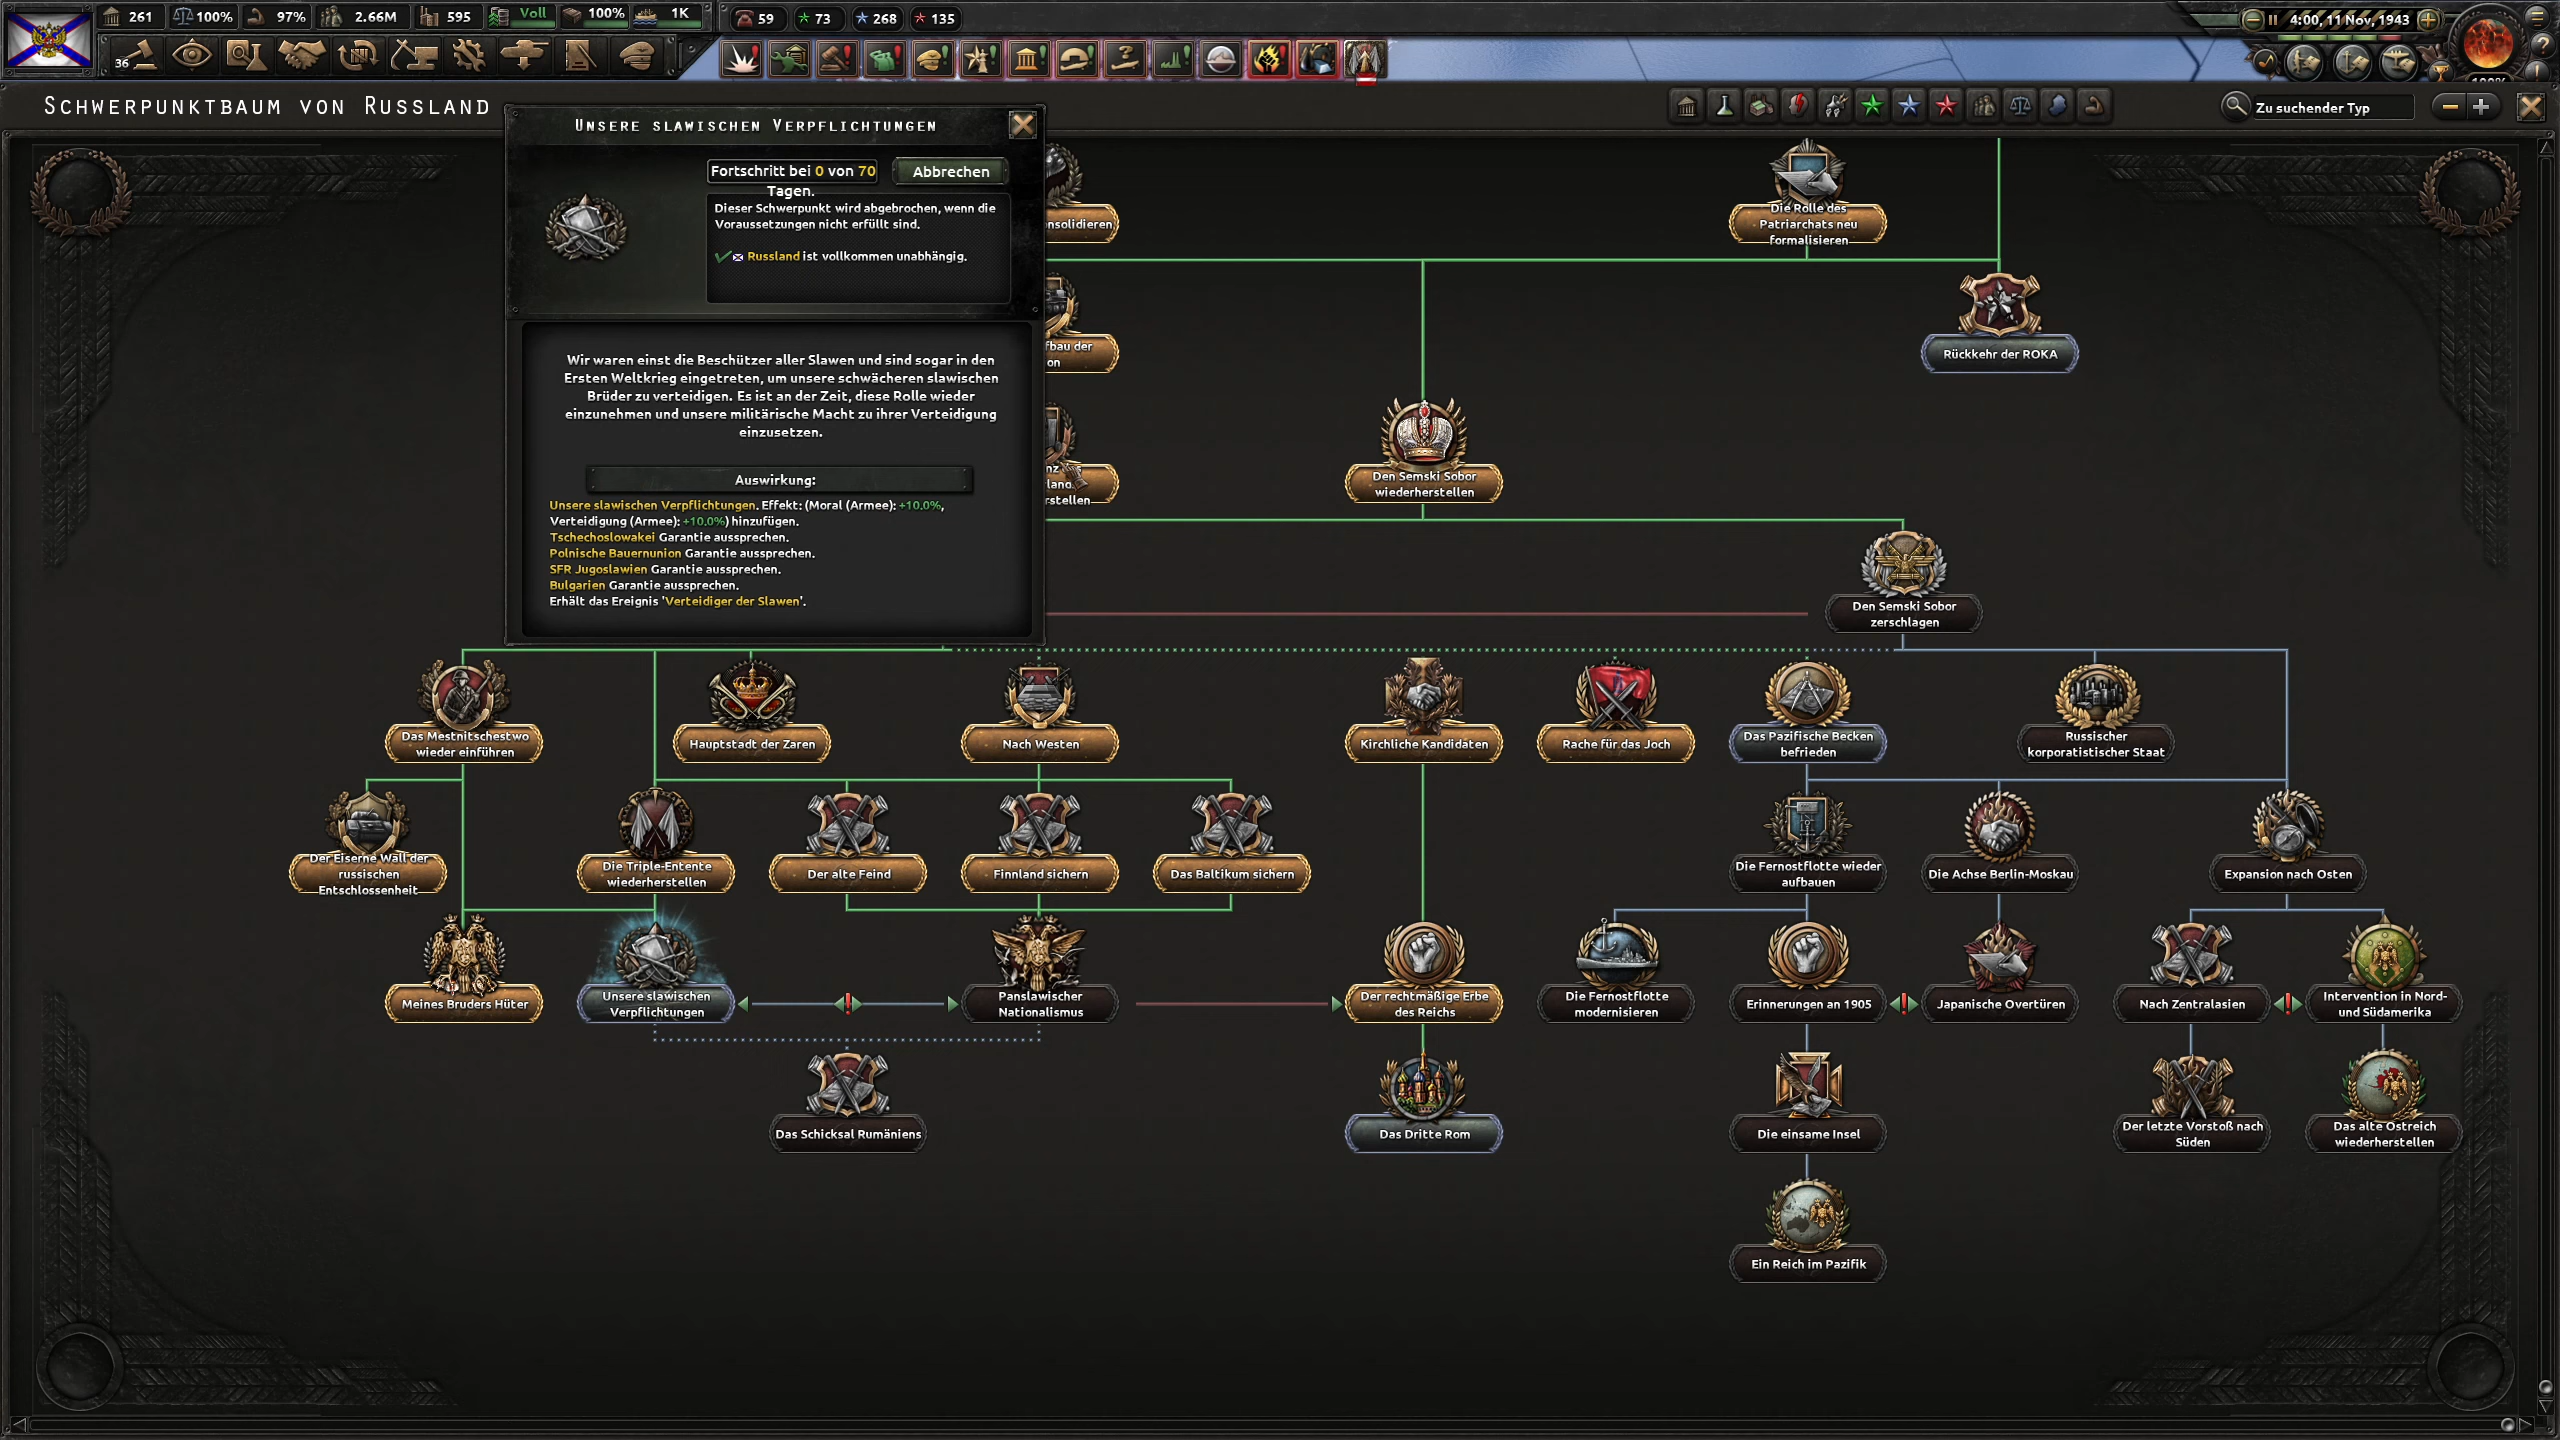 261
100%
97%
2.66M
595
Voll
100%
1K
59
73
268
135
4:00, 11 Nov, 1943
36
Schwerpunktbaum von Russland
Zu suchender Typ
Unsere slawischen Verpflichtungen
Fortschritt bei 0 von 70
Tagen.
Abbrechen
Dieser Schwerpunkt wird abgebrochen, wenn die
Voraussetzungen nicht erfüllt sind.
Russland ist vollkommen unabhängig.
Wir waren einst die Beschützer aller Slawen und sind sogar in den
Ersten Weltkrieg eingetreten, um unsere schwächeren slawischen
Brüder zu verteidigen. Es ist an der Zeit, diese Rolle wieder
einzunehmen und unsere militärische Macht zu ihrer Verteidigung
einzusetzen.
Auswirkung:
Unsere slawischen Verpflichtungen. Effekt: (Moral (Armee): +10.0%,
Verteidigung (Armee): +10.0%) hinzufügen.
Tschechoslowakei Garantie aussprechen.
Polnische Bauernunion Garantie aussprechen.
SFR Jugoslawien Garantie aussprechen.
Bulgarien Garantie aussprechen.
Erhält das Ereignis 'Verteidiger der Slawen'.
nsolidieren
Die Rolle des
Patriarchats neu
formalisieren
fbau der
on
Rückkehr der ROKA
rstellen
Den Semski Sobor
wiederherstellen
Den Semski Sobor
zerschlagen
Das Mestnitschestwo
wieder einführen
Hauptstadt der Zaren
Nach Westen
Kirchliche Kandidaten
Rache für das Joch
Das Pazifische Becken
befrieden
Russischer
korporatistischer Staat
Der Eiserne Wall der
russischen
Entschlossenheit
Die Triple-Entente
wiederherstellen
Der alte Feind
Finnland sichern
Das Baltikum sichern
Die Fernostflotte wieder
aufbauen
Die Achse Berlin-Moskau
Expansion nach Osten
Meines Bruders Hüter
Unsere slawischen
Verpflichtungen
Panslawischer
Nationalismus
Der rechtmäßige Erbe
des Reichs
Die Fernostflotte
modernisieren
Erinnerungen an 1905
Japanische Overtüren
Nach Zentralasien
Intervention in Nord-
und Südamerika
Das Schicksal Rumäniens
Das Dritte Rom
Die einsame Insel
Der letzte Vorstoß nach
Süden
Das alte Ostreich
wiederherstellen
Ein Reich im Pazifik